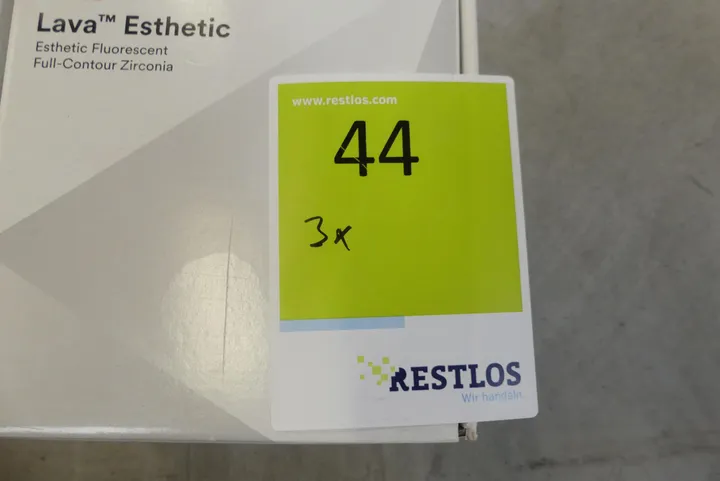 Lava™ Esthetic
Esthetic Fluorescent
Full-Contour Zirconia
www.restlos.com
44
3x
RESTLOS
Wir handeln.